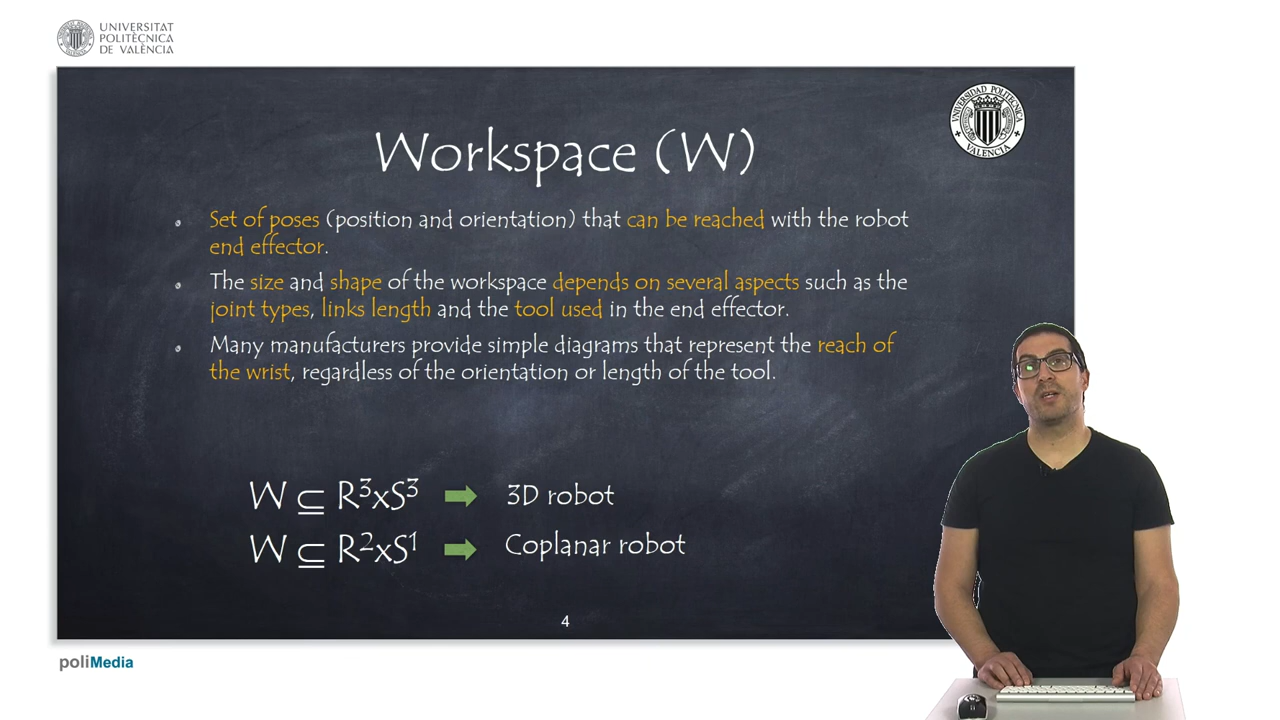 UNIVERSITAT
POLITÈCNICA
DE VALÈNCIA
UNIVERSIDAD POLITECNICA
VALENCIA
Workspace (W)
Set of poses (position and orientation) that can be reached with the robot
end effector.
The size and shape of the workspace depends on several aspects such as the
joint types, links length and the tool used in the end effector.
Many manufacturers provide simple diagrams that represent the reach of
the wrist, regardless of the orientation or length of the tool.
W ⊆ R³xS³ ➡ 3D robot
W ⊆ R²xS¹ ➡ Coplanar robot
4
poliMedia